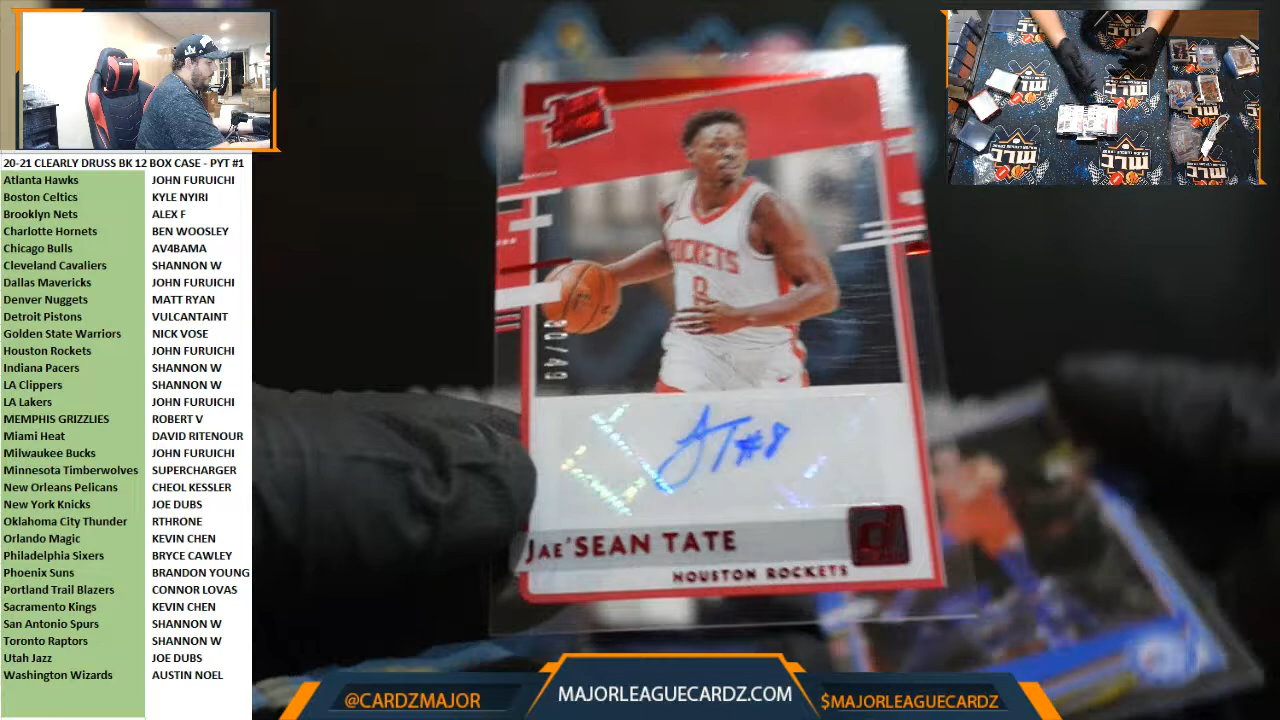 20-21 CLEARLY DRUSS BK 12 BOX CASE - PYT #1
Atlanta Hawks JOHN FURUICHI
Boston Celtics KYLE NYIRI
Brooklyn Nets ALEX F
Charlotte Hornets BEN WOOSLEY
Chicago Bulls AV4BAMA
Cleveland Cavaliers SHANNON W
Dallas Mavericks JOHN FURUICHI
Denver Nuggets MATT RYAN
Detroit Pistons VULCANTAINT
Golden State Warriors NICK VOSE
Houston Rockets JOHN FURUICHI
Indiana Pacers SHANNON W
LA Clippers SHANNON W
LA Lakers JOHN FURUICHI
MEMPHIS GRIZZLIES ROBERT V
Miami Heat DAVID RITENOUR
Milwaukee Bucks JOHN FURUICHI
Minnesota Timberwolves SUPERCHARGER
New Orleans Pelicans CHEOL KESSLER
New York Knicks JOE DUBS
Oklahoma City Thunder RTHRONE
Orlando Magic KEVIN CHEN
Philadelphia Sixers BRYCE CAWLEY
Phoenix Suns BRANDON YOUNG
Portland Trail Blazers CONNOR LOVAS
Sacramento Kings KEVIN CHEN
San Antonio Spurs SHANNON W
Toronto Raptors SHANNON W
Utah Jazz JOE DUBS
Washington Wizards AUSTIN NOEL
ROCKETS
8
JT #8
JAE'SEAN TATE
HOUSTON ROCKETS
@CARDZMAJOR
MAJORLEAGUECARDZ.COM
$MAJORLEAGUECARDZ